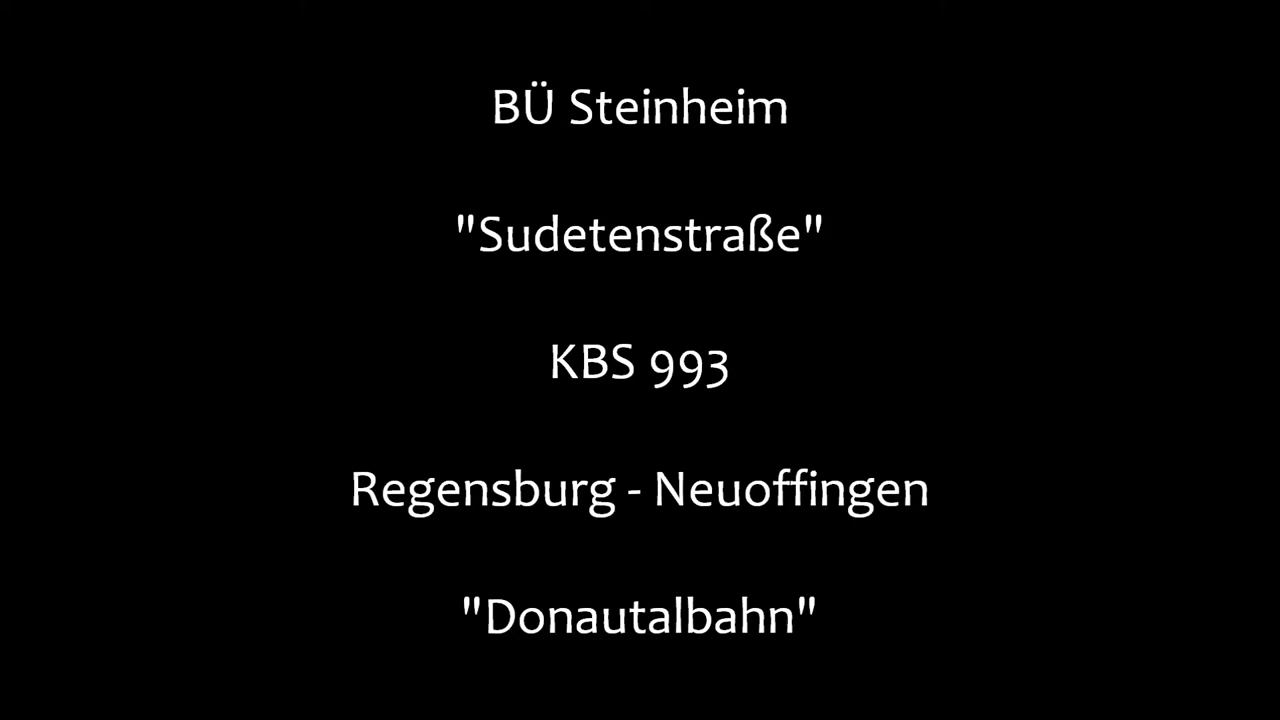 BÜ Steinheim
"Sudetenstraße"
KBS 993
Regensburg - Neuoffingen
"Donautalbahn"